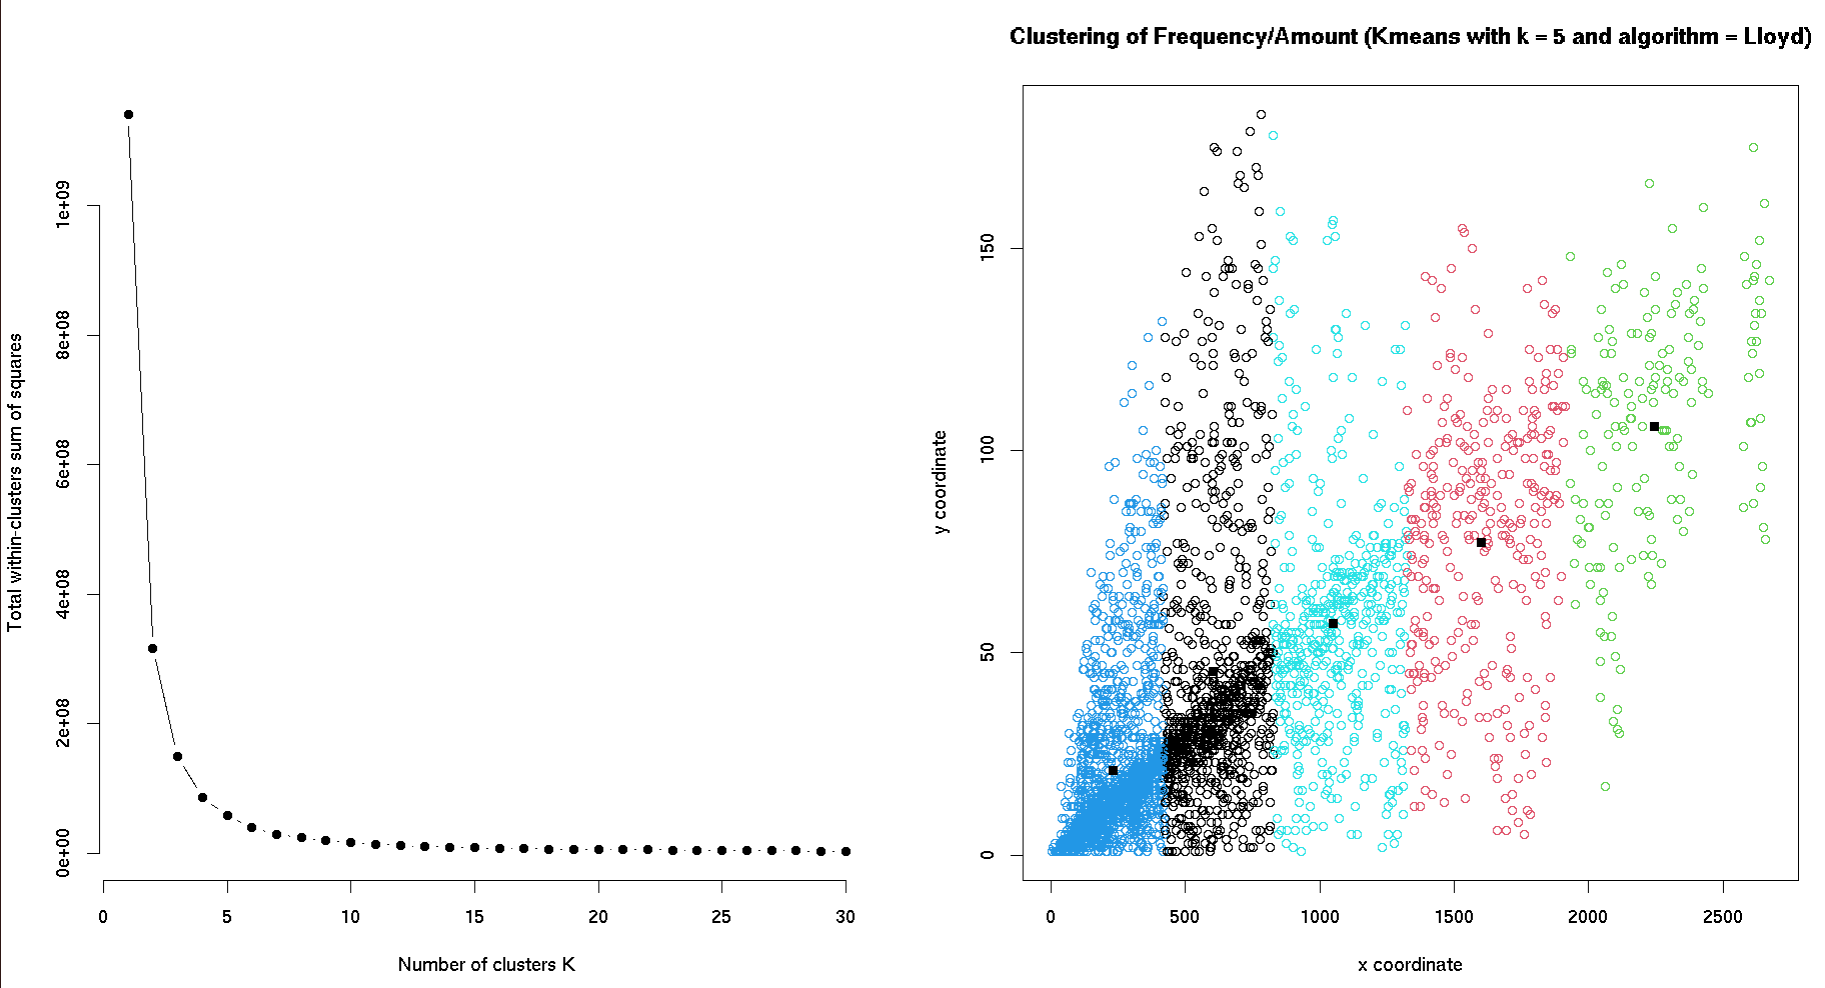 Total within-clusters sum of squares
1e+09
8e+08
6e+08
4e+08
2e+08
0e+00
0 5 10 15 20 25 30
Number of clusters K
Clustering of Frequency/Amount (Kmeans with k = 5 and algorithm = Lloyd)
y coordinate
150
100
50
0
0 500 1000 1500 2000 2500
x coordinate